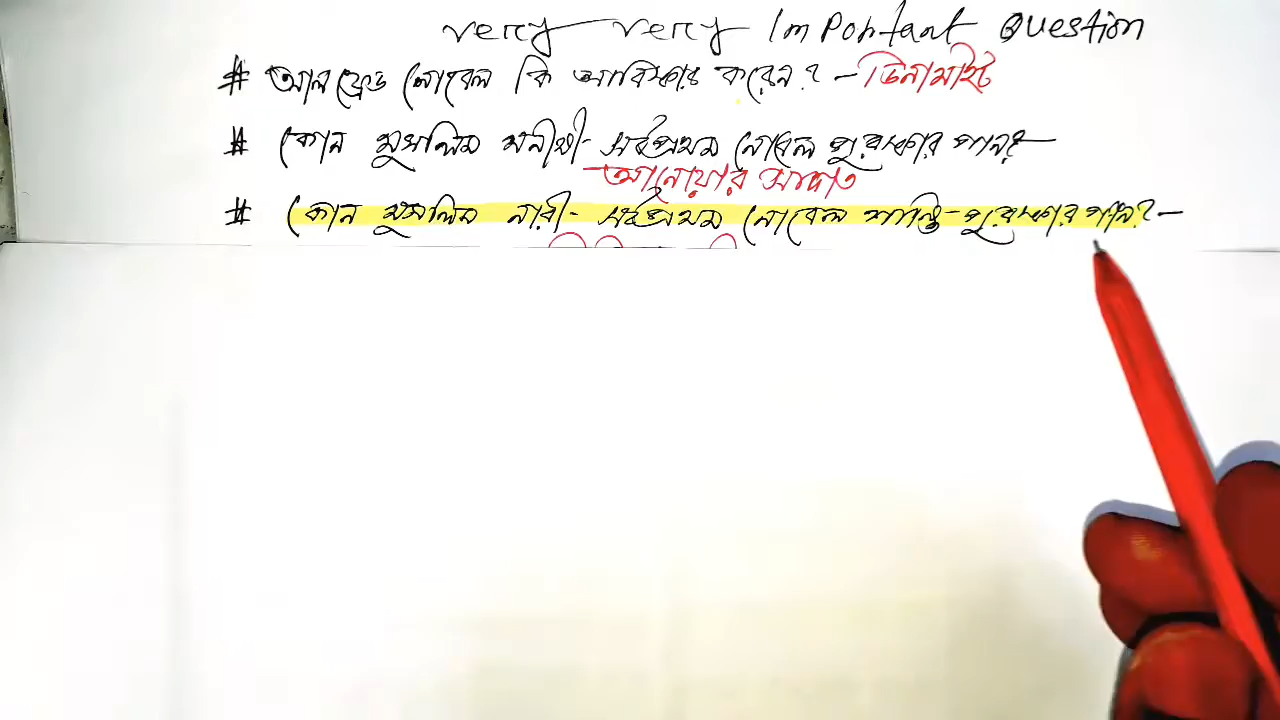 very very Important Question
# আলফ্রেড নোবেল কি আবিষ্কার করেন? - ডিনামাইট
# কোন মুসলিম মনীষী সর্বপ্রথম নোবেল পুরস্কার পান? -
আনোয়ার সাদাত
# কোন মুসলিম নারী সর্বপ্রথম নোবেল শান্তি পুরস্কার পান? -